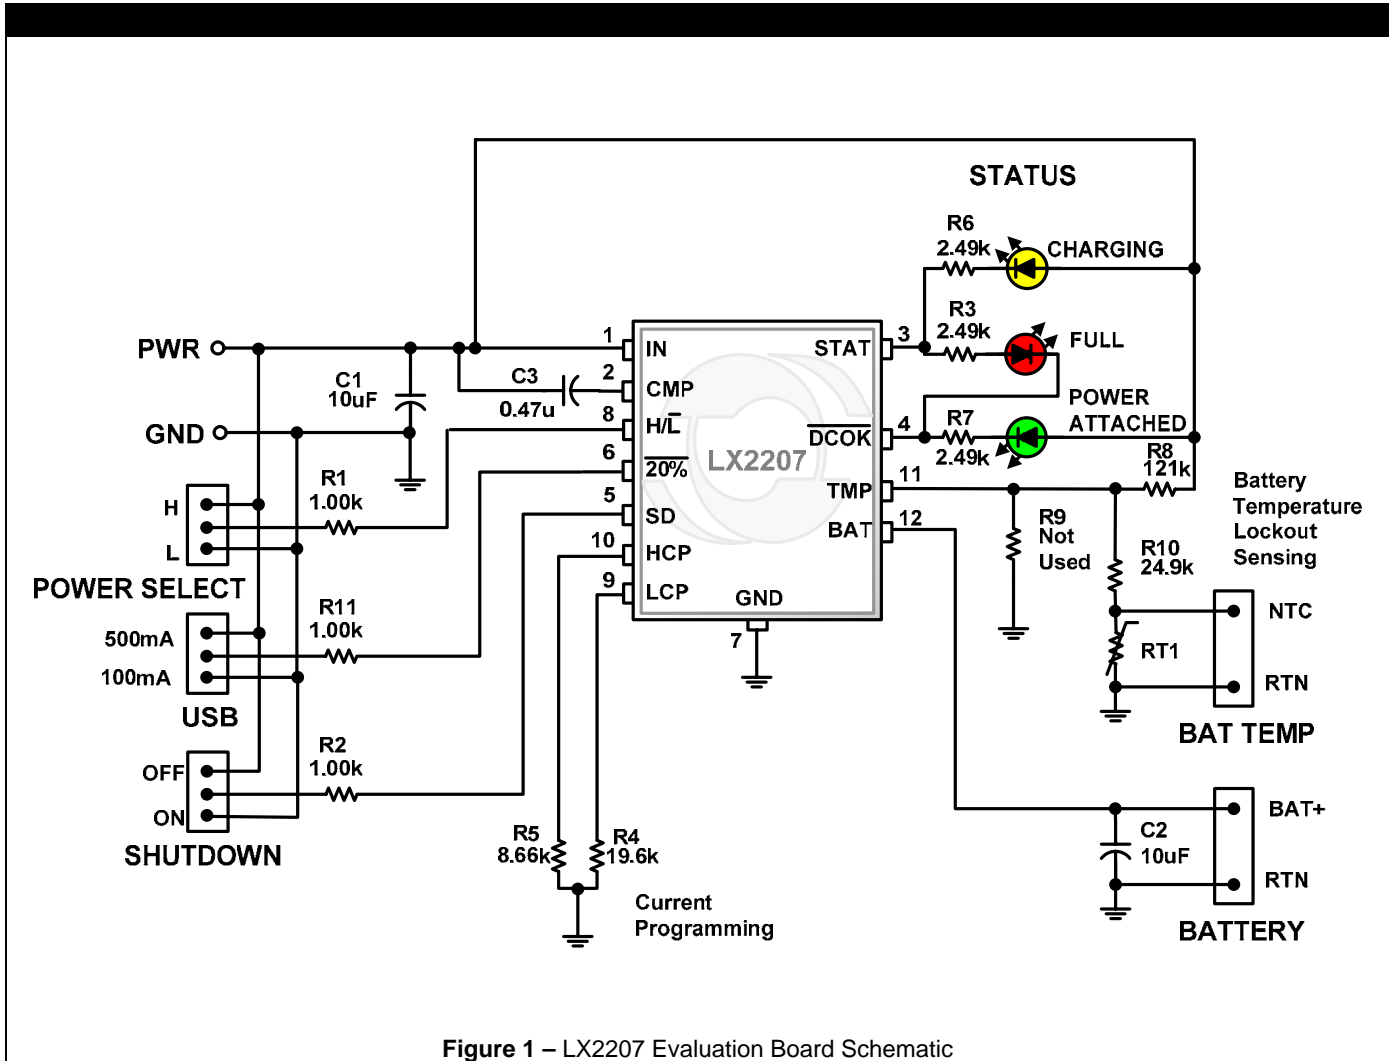 STATUS
R6
2.49k
CHARGING
R3
2.49k
FULL
POWER
ATTACHED
R7
2.49k
R8
121k
PWR
GND
C1
10uF
C3
0.47u
1
2
8
6
5
10
9
IN
CMP
H/L̅
2̅0̅%̅
SD
HCP
LCP
LX2207
GND
7
STAT
D̅C̅O̅K̅
TMP
BAT
3
4
11
12
H
L
POWER SELECT
R1
1.00k
500mA
100mA
USB
R11
1.00k
OFF
ON
SHUTDOWN
R2
1.00k
R5
8.66k
R4
19.6k
Current
Programming
R9
Not
Used
R10
24.9k
RT1
Battery
Temperature
Lockout
Sensing
NTC
RTN
BAT TEMP
C2
10uF
BAT+
RTN
BATTERY
Figure 1 – LX2207 Evaluation Board Schematic